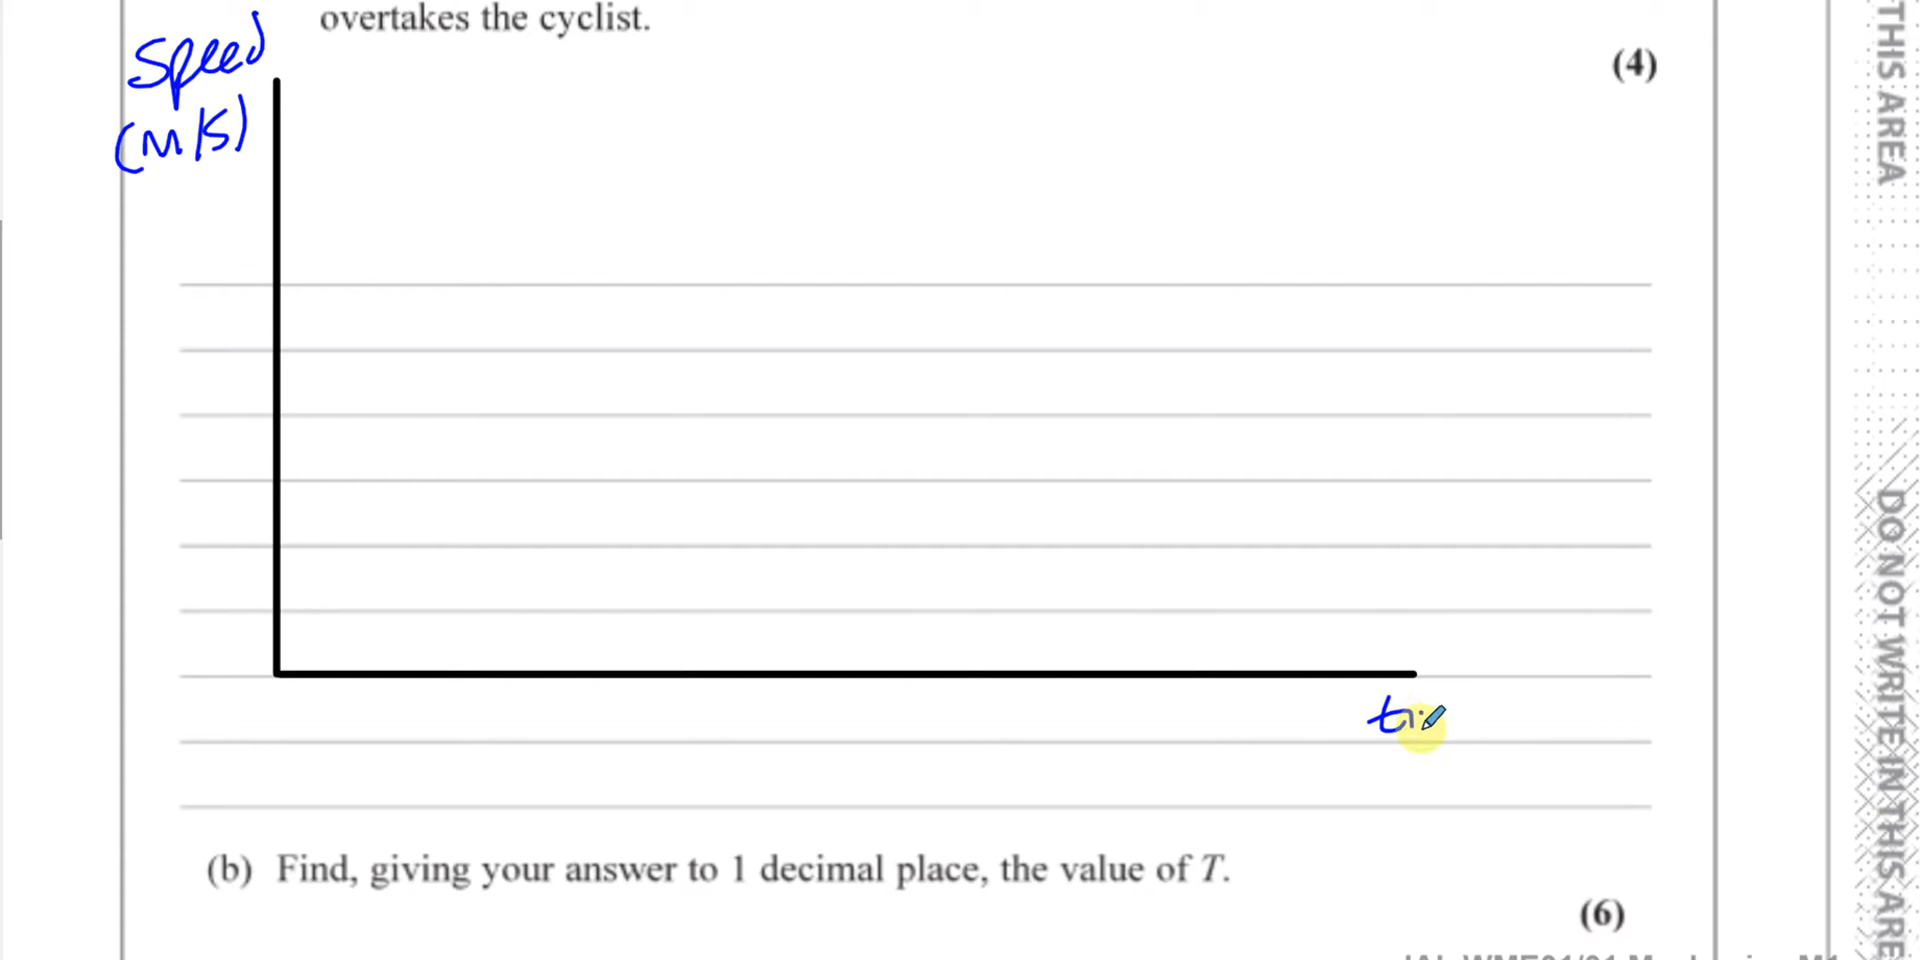 overtakes the cyclist.
Speed
(m/s)
(4)
(b) Find, giving your answer to 1 decimal place, the value of T.
(6)
THIS AREA
DO NOT WRITE IN THIS ARE